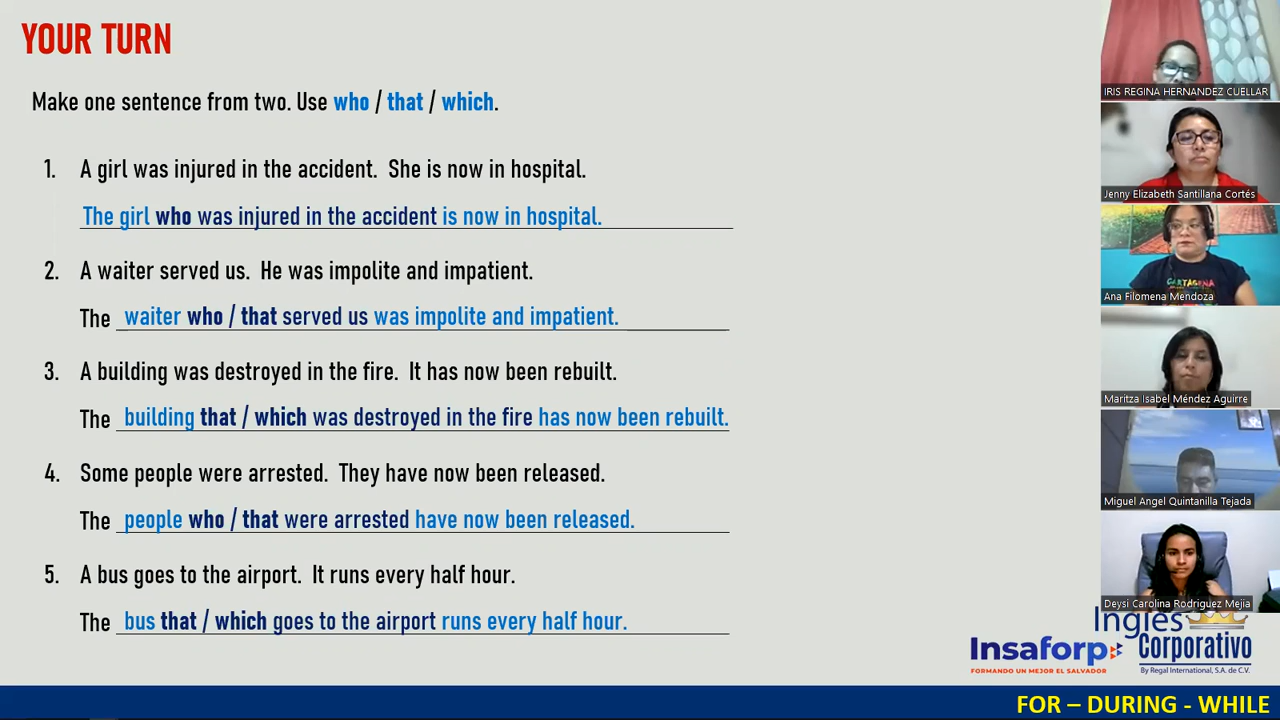 YOUR TURN
Make one sentence from two. Use who / that / which.
1. A girl was injured in the accident. She is now in hospital.
The girl who was injured in the accident is now in hospital.
2. A waiter served us. He was impolite and impatient.
The waiter who / that served us was impolite and impatient.
3. A building was destroyed in the fire. It has now been rebuilt.
The building that / which was destroyed in the fire has now been rebuilt.
4. Some people were arrested. They have now been released.
The people who / that were arrested have now been released.
5. A bus goes to the airport. It runs every half hour.
The bus that / which goes to the airport runs every half hour.
IRIS REGINA HERNANDEZ CUELLAR
Jenny Elizabeth Santillana Cortés
CARTAGENA
Ana Filomena Mendoza
Maritza Isabel Méndez Aguirre
Miguel Angel Quintanilla Tejada
Deysi Carolina Rodriguez Mejia
Insaforp
FORMANDO UN MEJOR EL SALVADOR
Inglés
Corporativo
By Regal International, S.A. de C.V.
FOR – DURING - WHILE